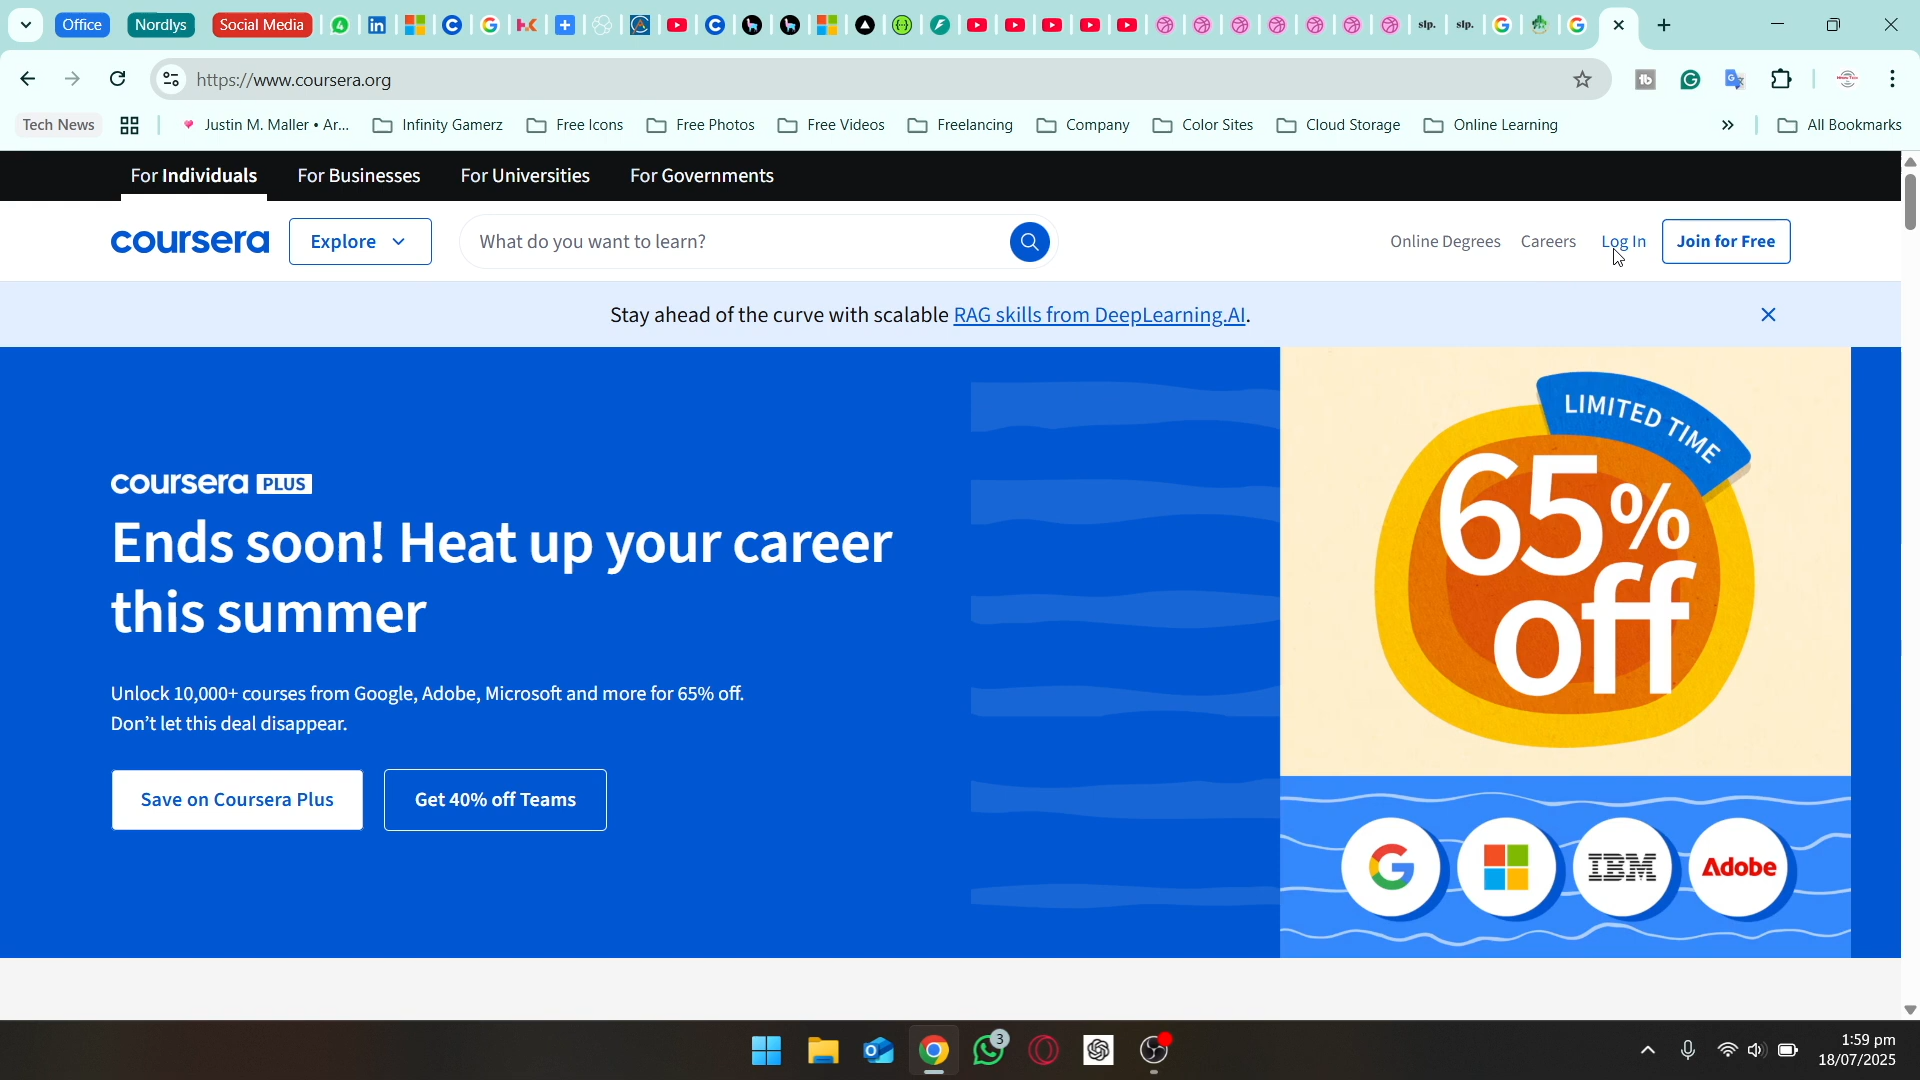 Office
Nordlys
Social Media
https://www.coursera.org
Tech News
Justin M. Maller • Ar...
Infinity Gamerz
Free Icons
Free Photos
Free Videos
Freelancing
Company
Color Sites
Cloud Storage
Online Learning
All Bookmarks
For Individuals
For Businesses
For Universities
For Governments
coursera
Explore
What do you want to learn?
Online Degrees
Careers
Log In
Join for Free
Stay ahead of the curve with scalable RAG skills from DeepLearning.AI.
coursera PLUS
Ends soon! Heat up your career
this summer
Unlock 10,000+ courses from Google, Adobe, Microsoft and more for 65% off.
Don’t let this deal disappear.
Save on Coursera Plus
Get 40% off Teams
LIMITED TIME
65%
off
IBM
Adobe
3
1:59 pm
18/07/2025